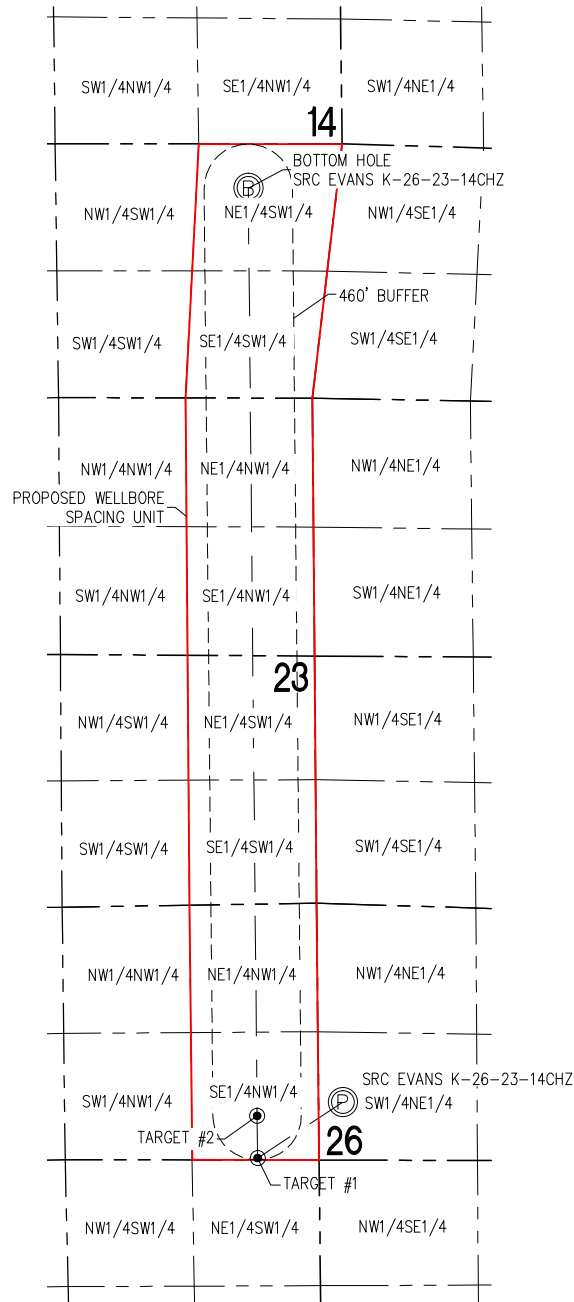 SW1/4NW1/4 SE1/4NW1/4 SW1/4NE1/4
14
BOTTOM HOLE
SRC EVANS K-26-23-14CHZ
B
NW1/4SW1/4 NE1/4SW1/4 NW1/4SE1/4
460' BUFFER
SW1/4SW1/4 SE1/4SW1/4 SW1/4SE1/4
NW1/4NW1/4 NE1/4NW1/4 NW1/4NE1/4
PROPOSED WELLBORE
SPACING UNIT
SW1/4NW1/4 SE1/4NW1/4 SW1/4NE1/4
23
NW1/4SW1/4 NE1/4SW1/4 NW1/4SE1/4
SW1/4SW1/4 SE1/4SW1/4 SW1/4SE1/4
NW1/4NW1/4 NE1/4NW1/4 NW1/4NE1/4
SRC EVANS K-26-23-14CHZ
P
SW1/4NW1/4 SE1/4NW1/4 SW1/4NE1/4
TARGET #2
26
TARGET #1
NW1/4SW1/4 NE1/4SW1/4 NW1/4SE1/4